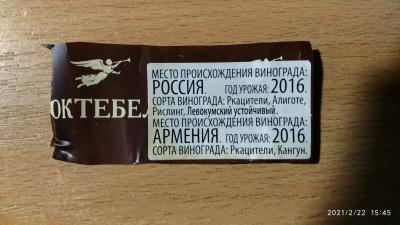 ОКТЕБЕЛ
МЕСТО ПРОИСХОЖДЕНИЯ ВИНОГРАДА:
РОССИЯ. ГОД УРОЖАЯ: 2016.
СОРТА ВИНОГРАДА: Ркацители, Алиготе,
Рислинг, Левокумский устойчивый.
МЕСТО ПРОИСХОЖДЕНИЯ ВИНОГРАДА:
АРМЕНИЯ. ГОД УРОЖАЯ: 2016.
СОРТА ВИНОГРАДА: Ркацители, Кангун.
2021/2/22 15:45